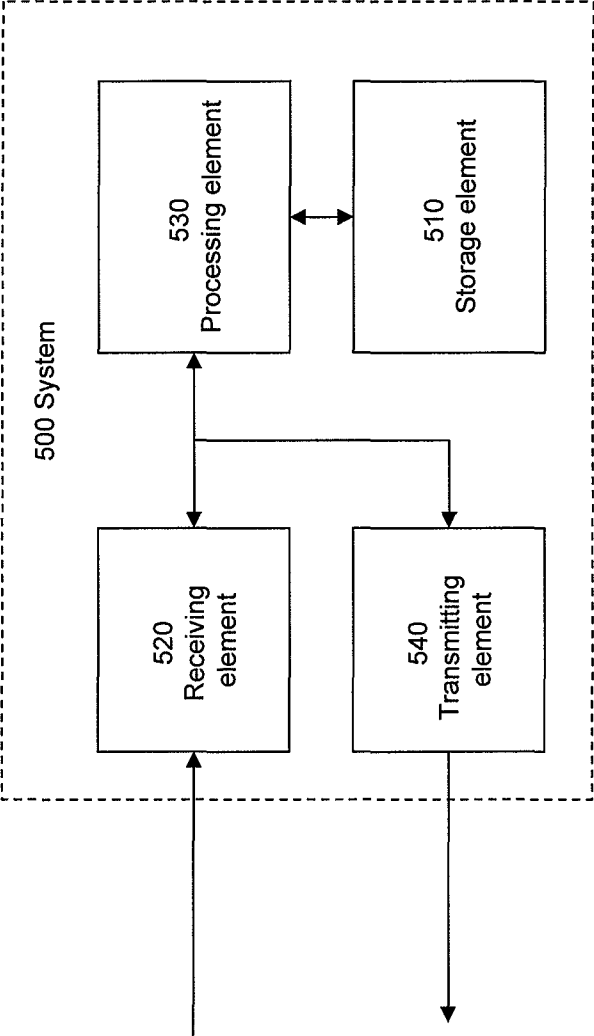 500 System
520
Receiving
element
530
Processing element
540
Transmitting
element
510
Storage element